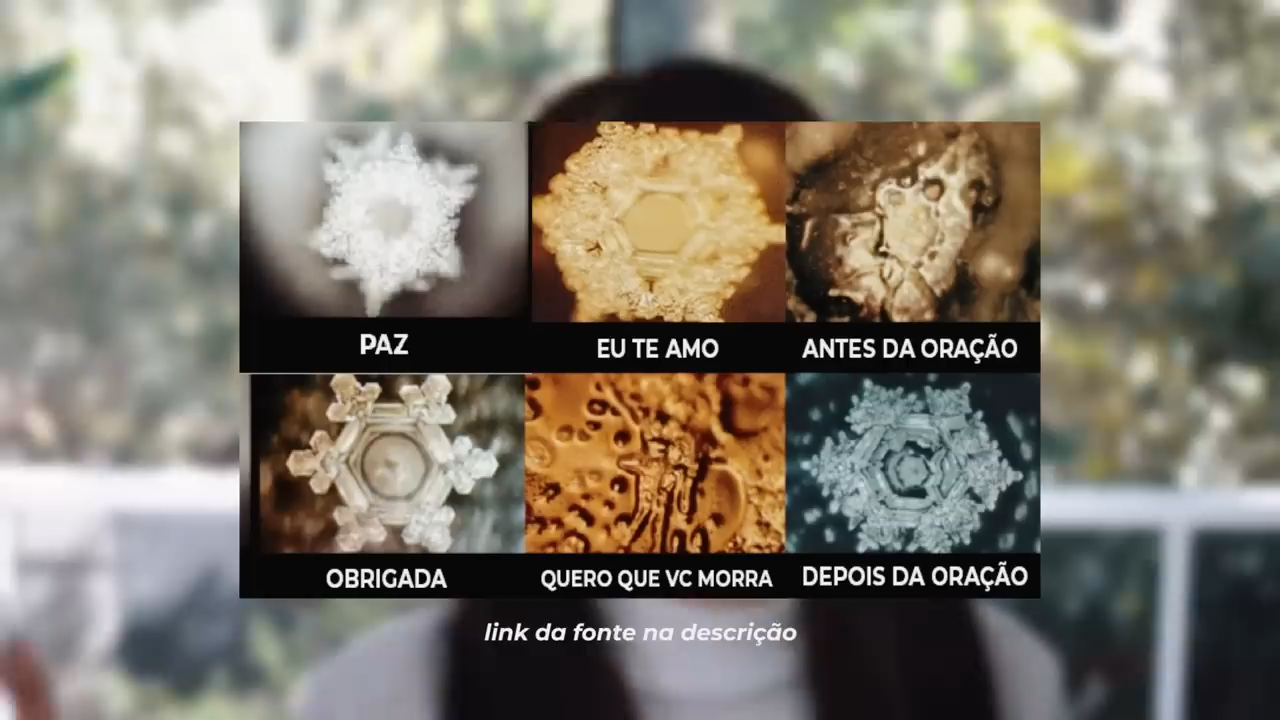 PAZ
EU TE AMO
ANTES DA ORAÇÃO
OBRIGADA
QUERO QUE VC MORRA
DEPOIS DA ORAÇÃO
link da fonte na descrição